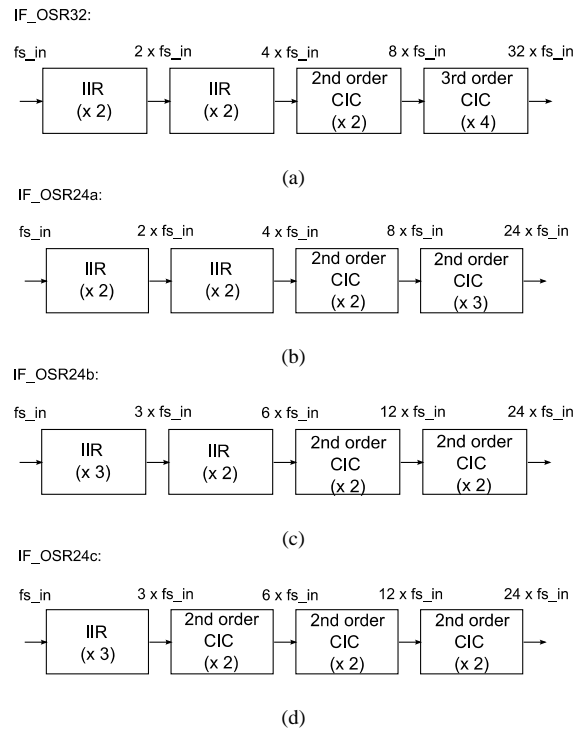 IF_OSR32:
fs_in 2 x fs_in 4 x fs_in 8 x fs_in 32 x fs_in
IIR
(x 2)
IIR
(x 2)
2nd order
CIC
(x 2)
3rd order
CIC
(x 4)
(a)
IF_OSR24a:
fs_in 2 x fs_in 4 x fs_in 8 x fs_in 24 x fs_in
IIR
(x 2)
IIR
(x 2)
2nd order
CIC
(x 2)
2nd order
CIC
(x 3)
(b)
IF_OSR24b:
fs_in 3 x fs_in 6 x fs_in 12 x fs_in 24 x fs_in
IIR
(x 3)
IIR
(x 2)
2nd order
CIC
(x 2)
2nd order
CIC
(x 2)
(c)
IF_OSR24c:
fs_in 3 x fs_in 6 x fs_in 12 x fs_in 24 x fs_in
IIR
(x 3)
2nd order
CIC
(x 2)
2nd order
CIC
(x 2)
2nd order
CIC
(x 2)
(d)